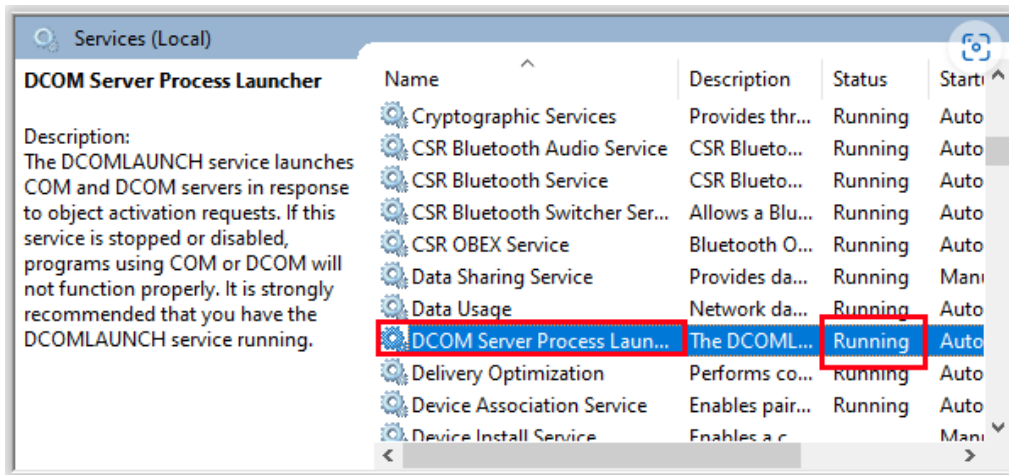 Services (Local)
DCOM Server Process Launcher
Description:
The DCOMLAUNCH service launches
COM and DCOM servers in response
to object activation requests. If this
service is stopped or disabled,
programs using COM or DCOM will
not function properly. It is strongly
recommended that you have the
DCOMLAUNCH service running.
Name Description Status Startu
Cryptographic Services Provides thr... Running Auto
CSR Bluetooth Audio Service CSR Blueto... Running Auto
CSR Bluetooth Service CSR Blueto... Running Auto
CSR Bluetooth Switcher Ser... Allows a Blu... Running Auto
CSR OBEX Service Bluetooth O... Running Auto
Data Sharing Service Provides da... Running Manu
Data Usage Network da... Running Auto
DCOM Server Process Laun... The DCOML... Running Auto
Delivery Optimization Performs co... Running Auto
Device Association Service Enables pair... Running Auto
Device Install Service Enables a c Manu